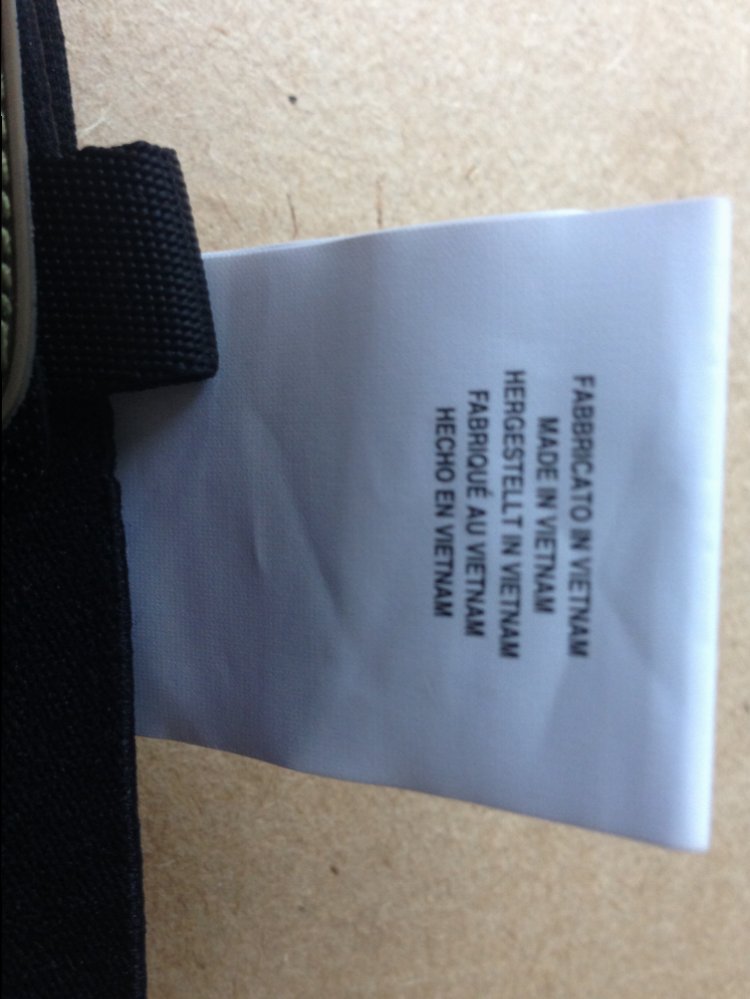 FABBRICATO IN VIETNAM
MADE IN VIETNAM
HERGESTELLT IN VIETNAM
FABRIQUÉ AU VIETNAM
HECHO EN VIETNAM